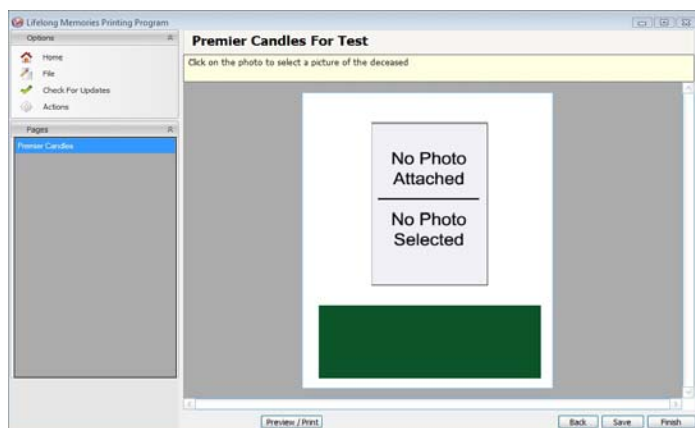 Lifelong Memories Printing Program
Options
Home
File
Check For Updates
Actions
Pages
Premier Candles
Premier Candles For Test
Click on the photo to select a picture of the deceased
No Photo
Attached
No Photo
Selected
Preview / Print
Back
Save
Finish